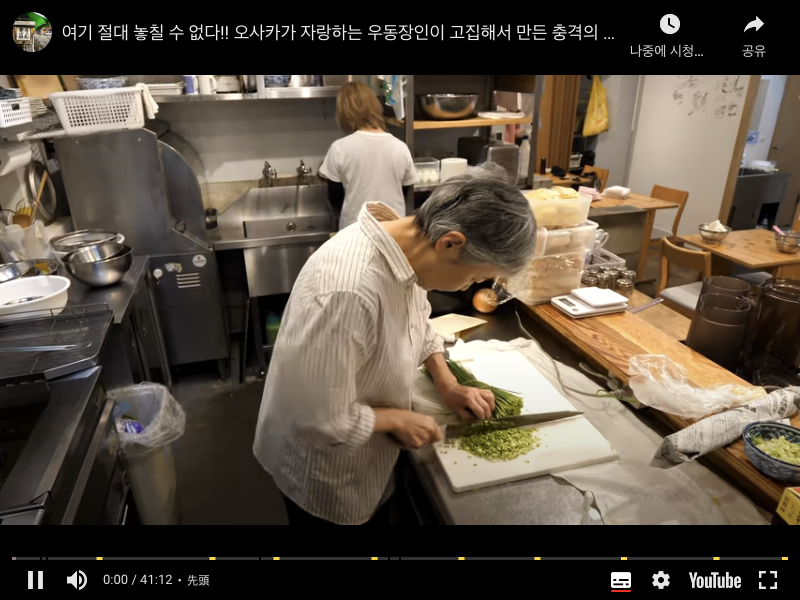 여기 절대 놓칠 수 없다!! 오사카가 자랑하는 우동장인이 고집해서 만든 충격의 ...
나중에 시청...
공유
0:00 / 41:12 • 先頭
YouTube